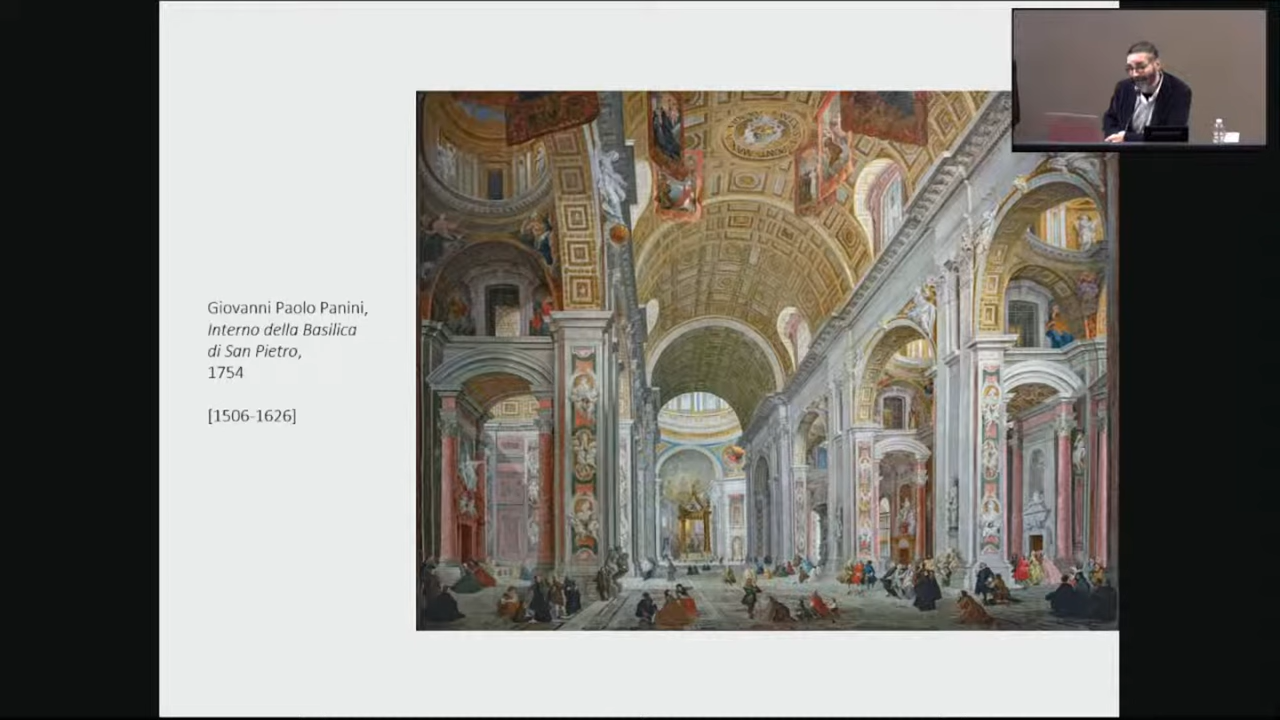 Giovanni Paolo Panini,
Interno della Basilica
di San Pietro,
1754
[1506-1626]